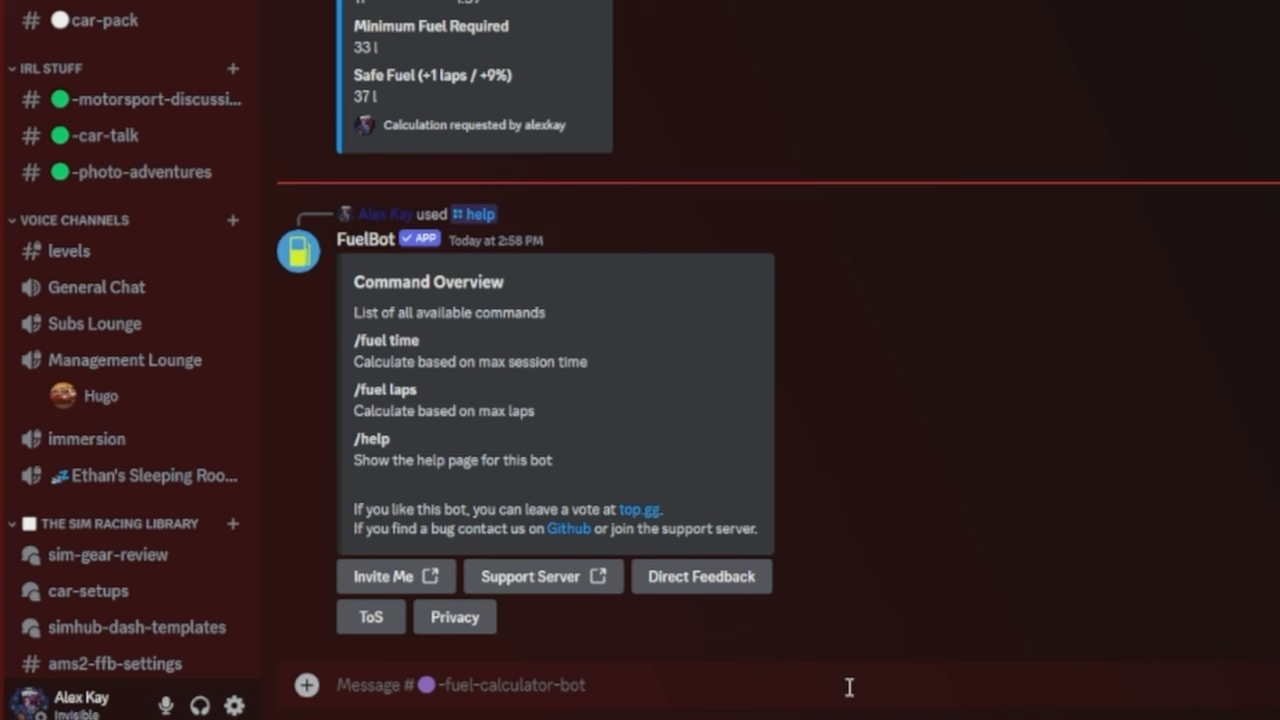 car-pack
IRL STUFF
-motorsport-discussi...
-car-talk
-photo-adventures
VOICE CHANNELS
levels
General Chat
Subs Lounge
Management Lounge
Hugo
immersion
Ethan's Sleeping Roo...
THE SIM RACING LIBRARY
sim-gear-review
car-setups
simhub-dash-templates
ams2-ffb-settings
Alex Kay
Invisible
Minimum Fuel Required
33 l
Safe Fuel (+1 laps / +9%)
37 l
Calculation requested by alexkay
Alex Kay used help
FuelBot APP Today at 2:58 PM
Command Overview
List of all available commands
/fuel time
Calculate based on max session time
/fuel laps
Calculate based on max laps
/help
Show the help page for this bot
If you like this bot, you can leave a vote at top.gg.
If you find a bug contact us on Github or join the support server.
Invite Me Support Server Direct Feedback
ToS Privacy
Message # -fuel-calculator-bot